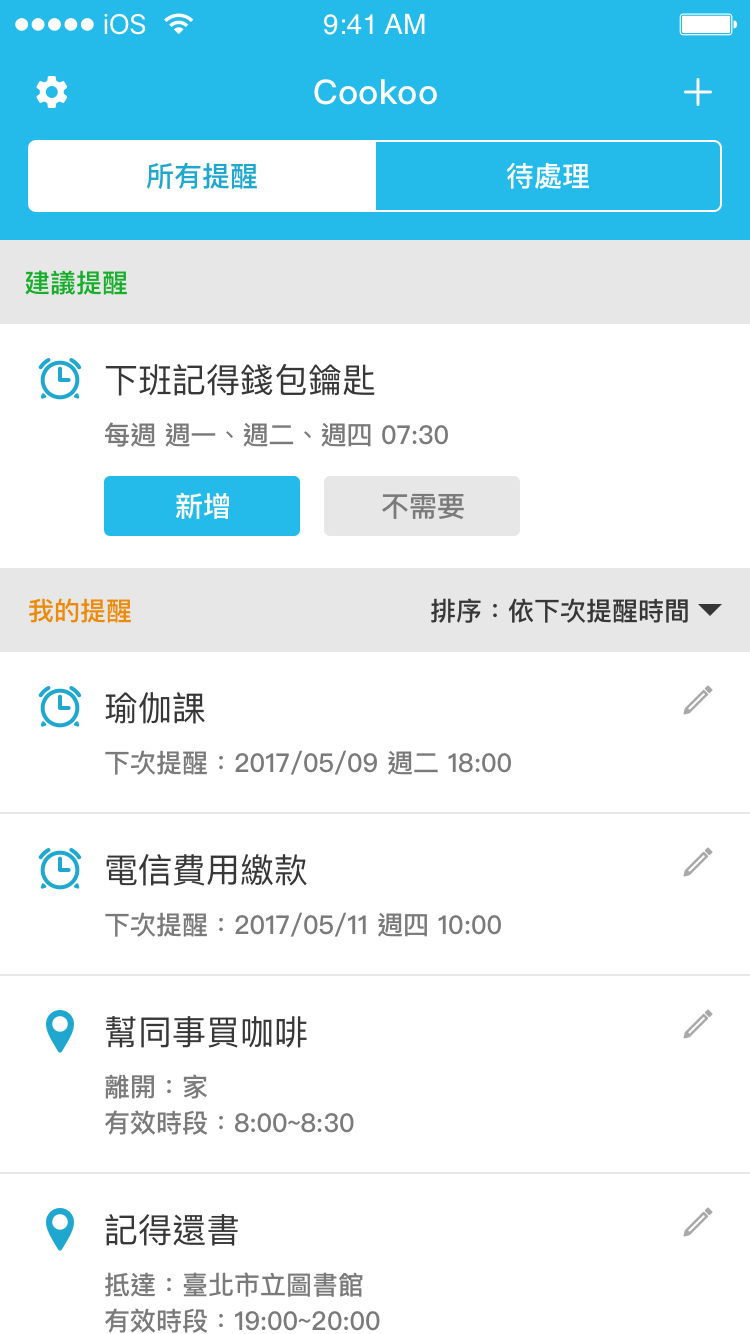 iOS 9:41 AM
Cookoo
所有提醒 待處理
建議提醒
下班記得錢包鑰匙
每週 週一、週二、週四 07:30
新增 不需要
我的提醒 排序：依下次提醒時間
瑜伽課
下次提醒：2017/05/09 週二 18:00
電信費用繳款
下次提醒：2017/05/11 週四 10:00
幫同事買咖啡
離開：家
有效時段：8:00~8:30
記得還書
抵達：臺北市立圖書館
有效時段：19:00~20:00